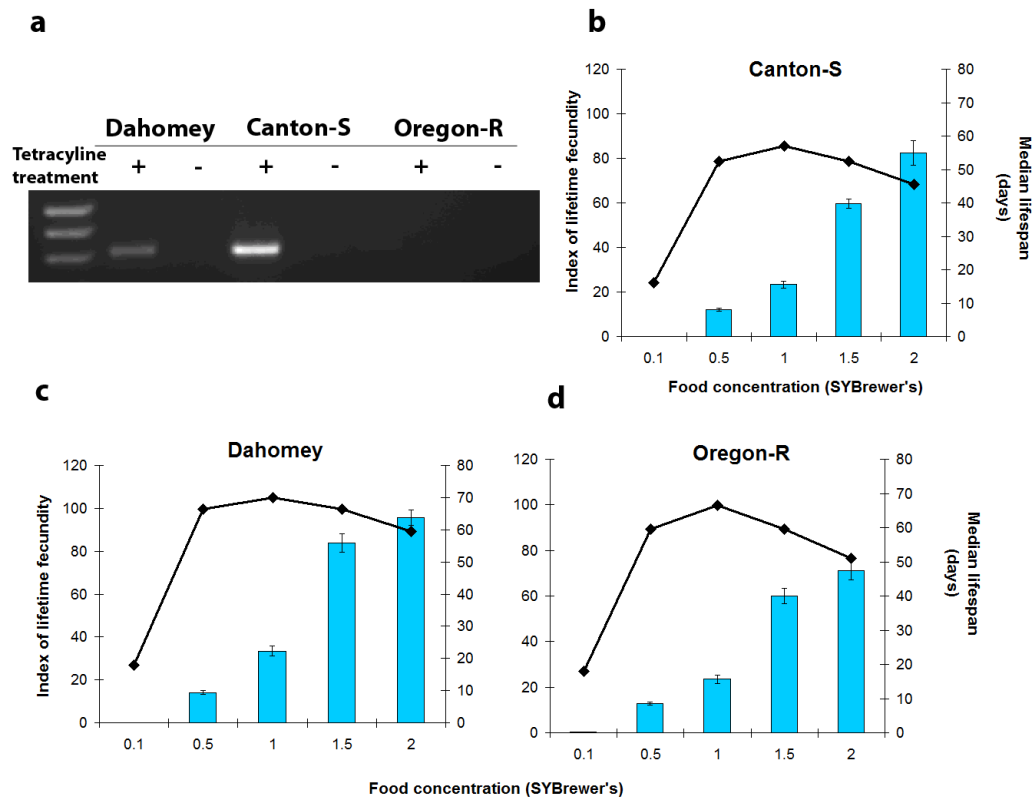 a
Dahomey Canton-S Oregon-R
Tetracyline
treatment
+ - + - + -
b
Canton-S
Index of lifetime fecundity
120
100
80
60
40
20
0
80
70
60
50
40
30
20
10
0
Median lifespan
(days)
0.1 0.5 1 1.5 2
Food concentration (SYBrewer's)
c
Dahomey
Index of lifetime fecundity
120
100
80
60
40
20
0
80
70
60
50
40
30
20
10
0
0.1 0.5 1 1.5 2
d
Oregon-R
120
100
80
60
40
20
0
80
70
60
50
40
30
20
10
0
Median lifespan
(days)
0.1 0.5 1 1.5 2
Food concentration (SYBrewer's)